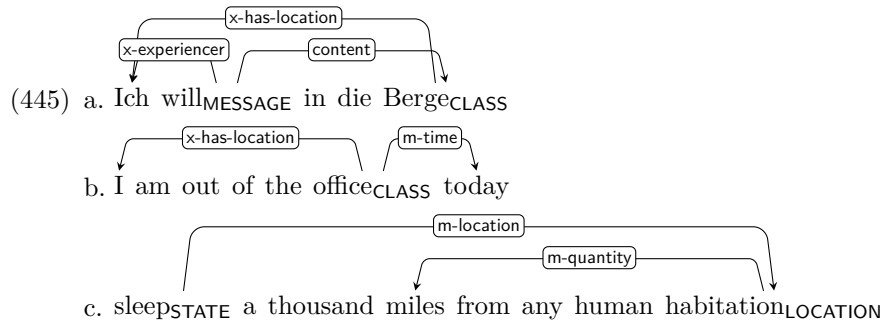 x-has-location
x-experiencer content
(445) a. Ich willMESSAGE in die BergeCLASS
x-has-location m-time
b. I am out of the officeCLASS today
m-location
m-quantity
c. sleepSTATE a thousand miles from any human habitationLOCATION